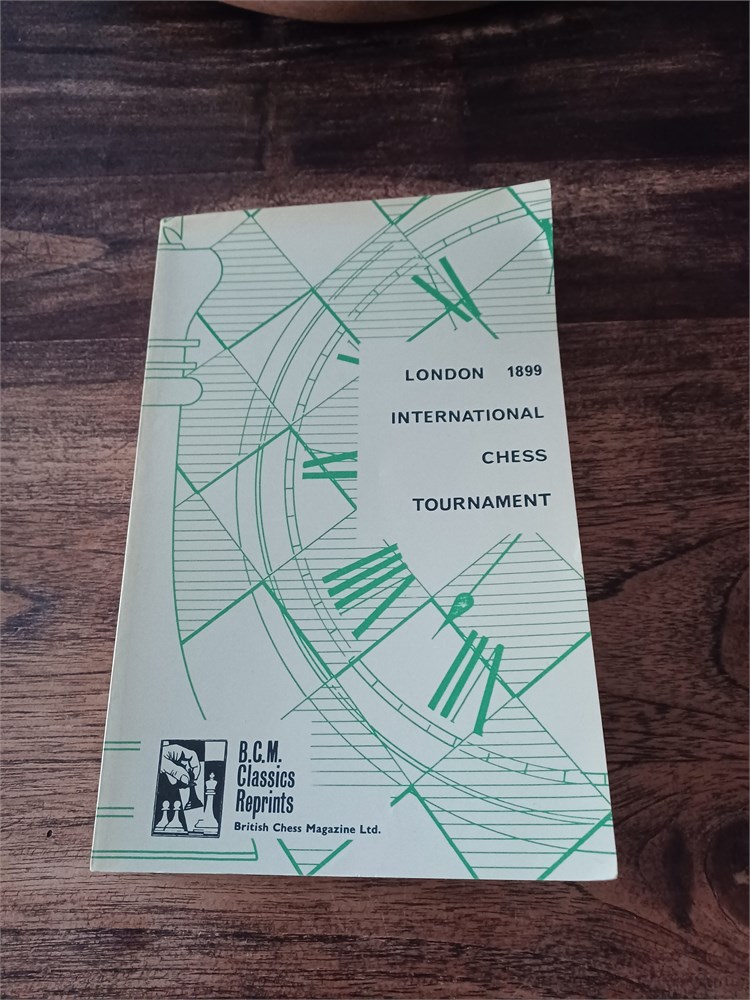 LONDON 1899
INTERNATIONAL
CHESS
TOURNAMENT
B.C.M.
Classics
Reprints
British Chess Magazine Ltd.